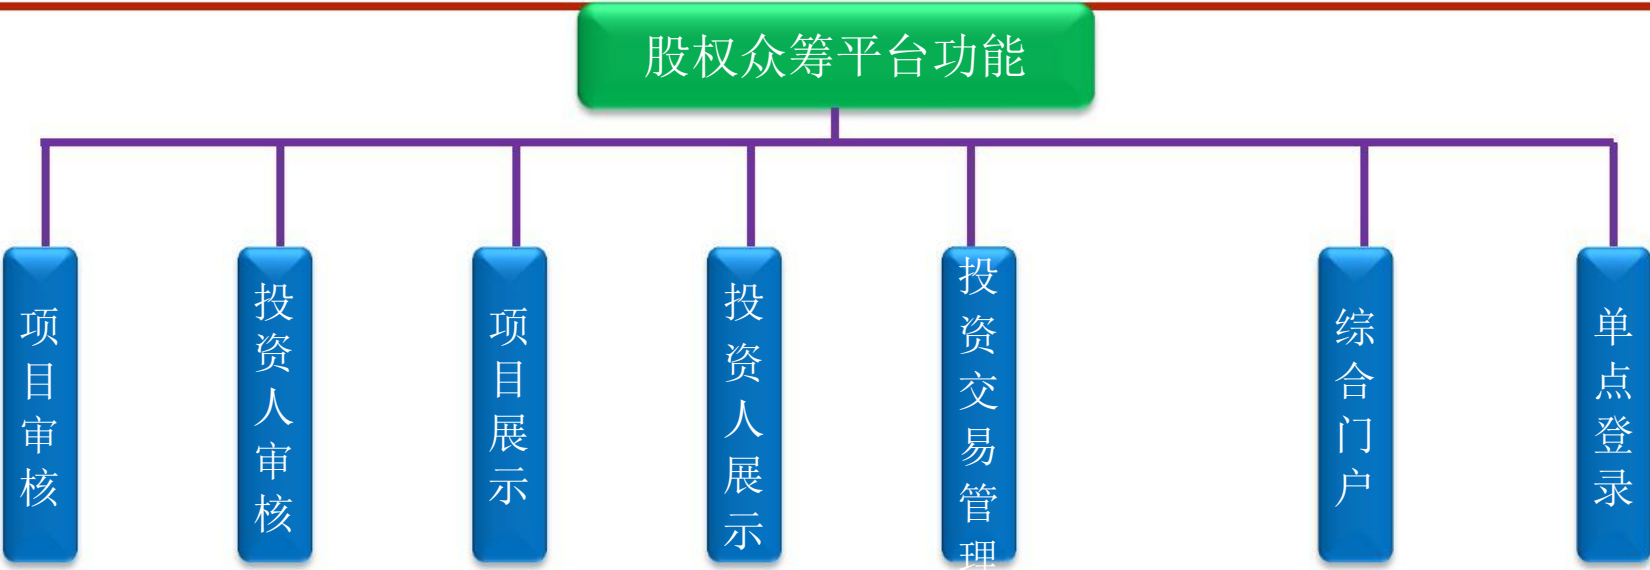 股权众筹平台功能
项目审核
投资人审核
项目展示
投资人展示
投资交易管理
综合门户
单点登录